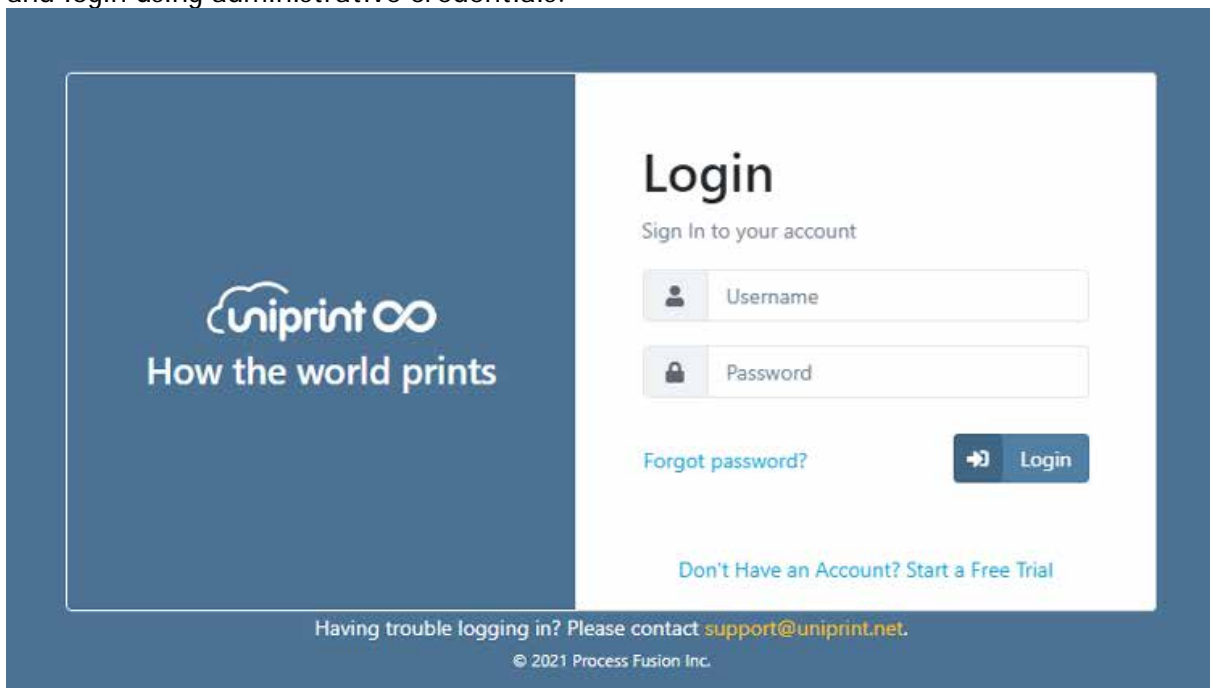 and login using administrative credentials.
uniprint
How the world prints
Login
Sign In to your account
Username
Password
Forgot password?
Login
Don't Have an Account? Start a Free Trial
Having trouble logging in? Please contact support@uniprint.net.
© 2021 Process Fusion Inc.